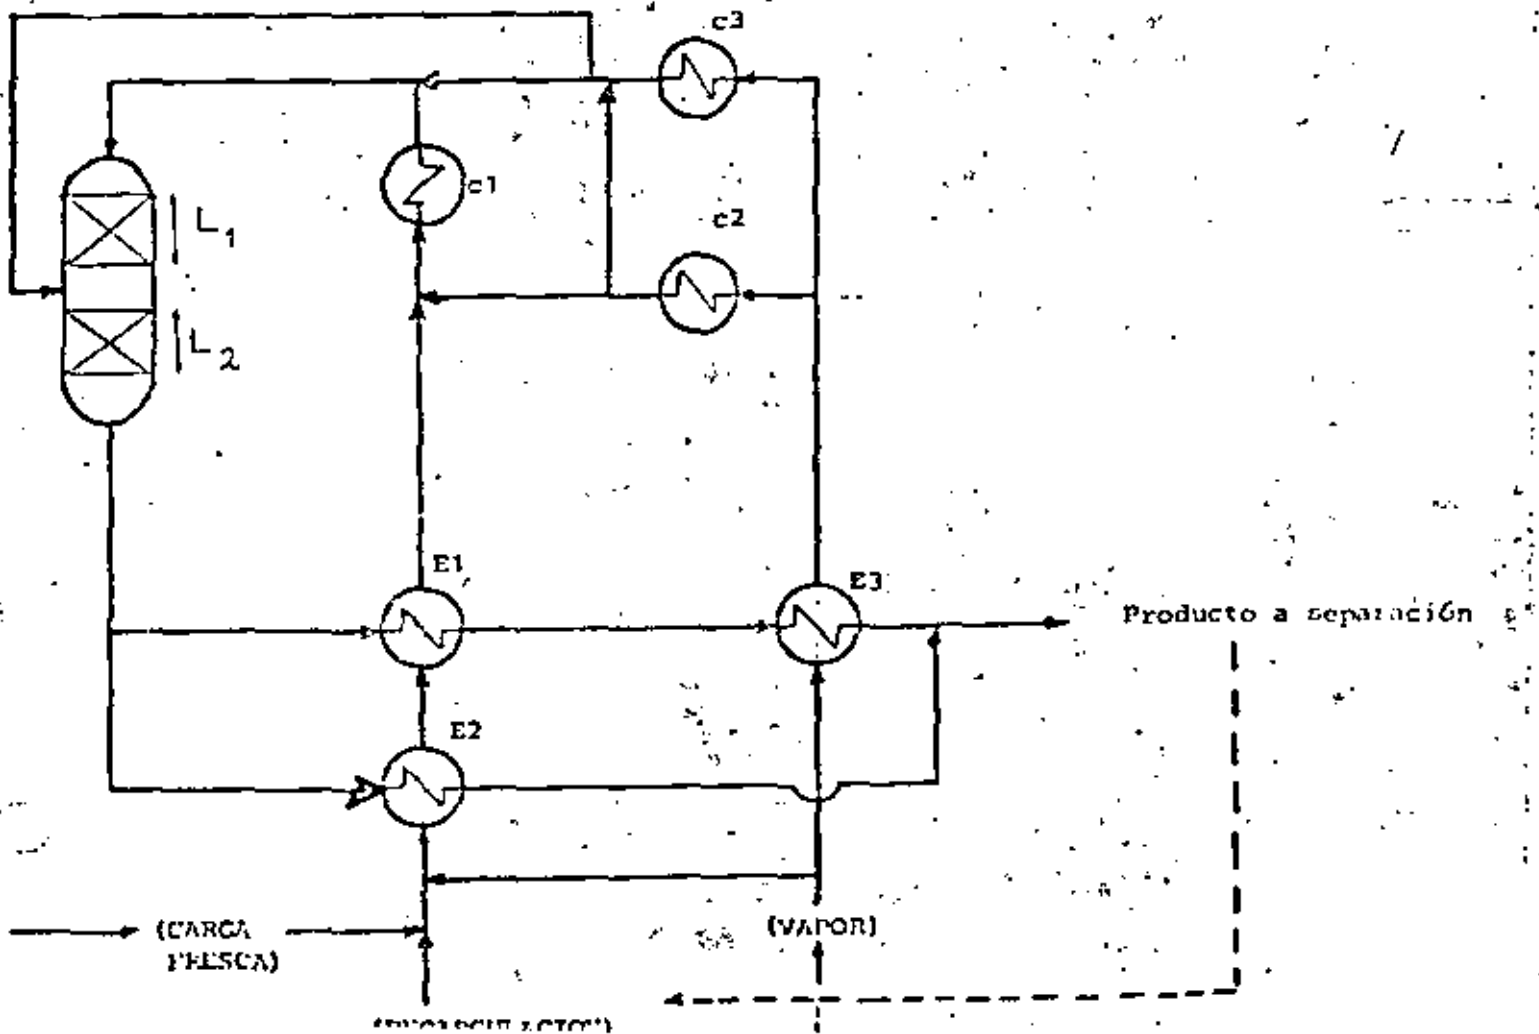 c3
c1
L1
c2
L2
E1
E3
Producto a separación
E2
(CARGA
FRESCA)
(VAPOR)